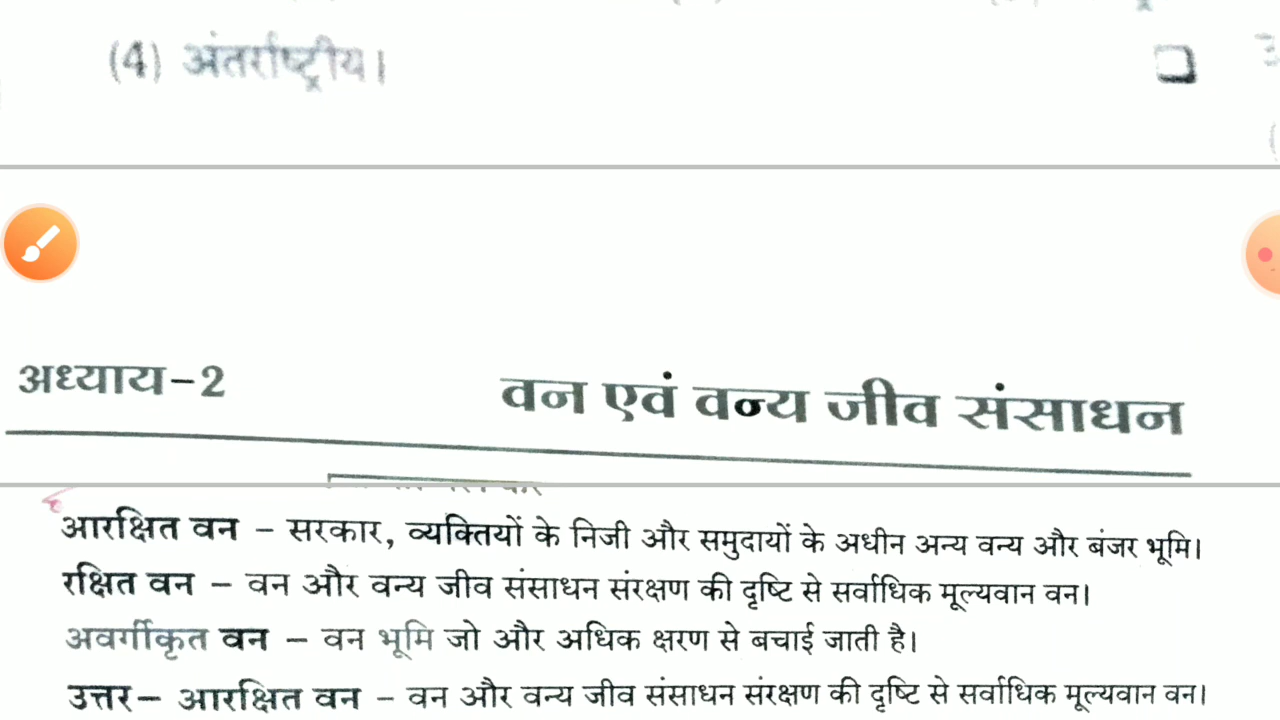 (4) अंतर्राष्ट्रीय।
अध्याय-2
वन एवं वन्य जीव संसाधन
आरक्षित वन – सरकार, व्यक्तियों के निजी और समुदायों के अधीन अन्य वन्य और बंजर भूमि।
रक्षित वन – वन और वन्य जीव संसाधन संरक्षण की दृष्टि से सर्वाधिक मूल्यवान वन।
अवर्गीकृत वन – वन भूमि जो और अधिक क्षरण से बचाई जाती है।
उत्तर– आरक्षित वन – वन और वन्य जीव संसाधन संरक्षण की दृष्टि से सर्वाधिक मूल्यवान वन।